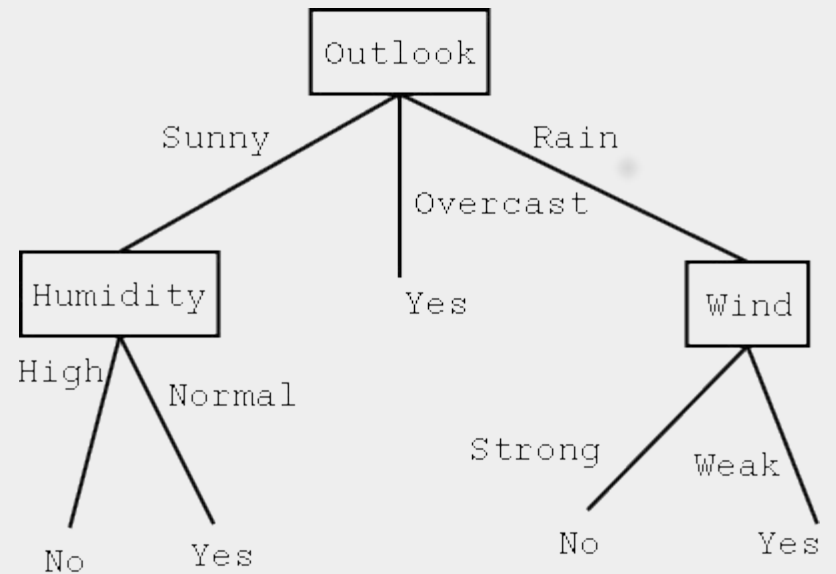 Outlook
Sunny
Rain
Overcast
Humidity
Yes
Wind
High
Normal
Strong
Weak
No
Yes
No
Yes